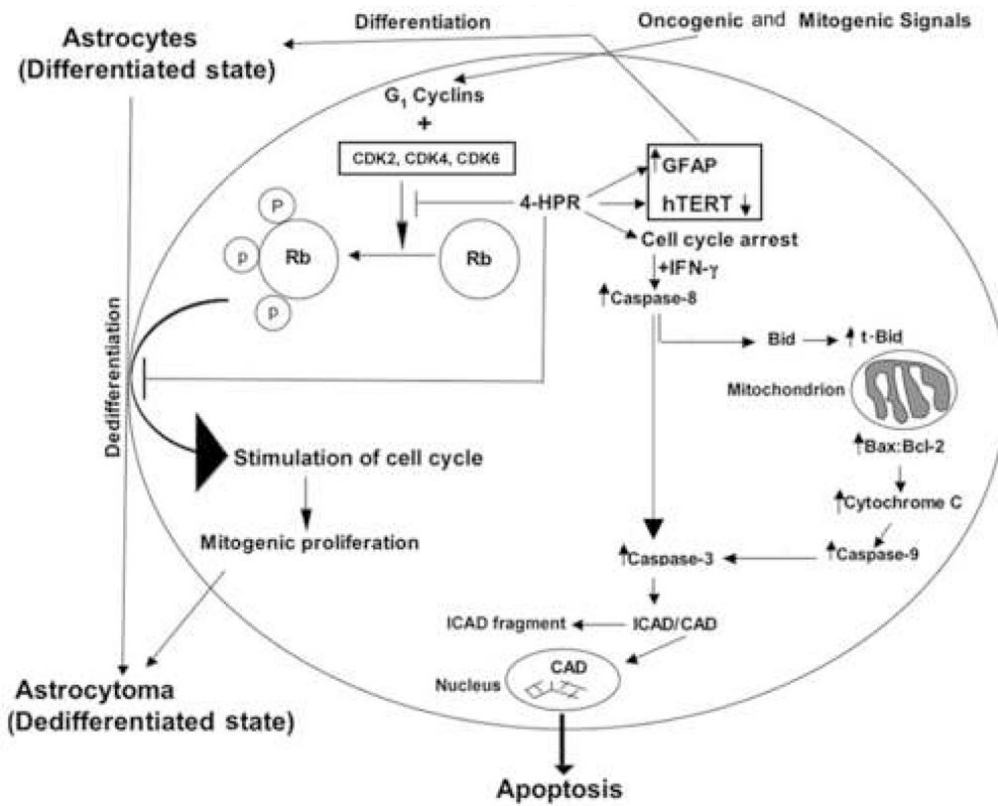 Differentiation
Oncogenic and Mitogenic Signals
Astrocytes
(Differentiated state)
G1 Cyclins
+
CDK2, CDK4, CDK6
GFAP
4-HPR
hTERT
P
Rb
Rb
p
p
Cell cycle arrest
+IFN-γ
Caspase-8
Bid
t-Bid
Mitochondrion
Dedifferentiation
Bax:Bcl-2
Stimulation of cell cycle
Cytochrome C
Mitogenic proliferation
Caspase-3
Caspase-9
ICAD fragment
ICAD/CAD
CAD
Nucleus
Astrocytoma
(Dedifferentiated state)
Apoptosis